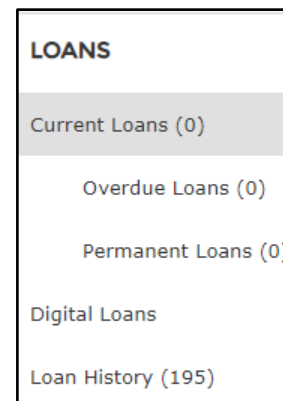 LOANS
Current Loans (0)
Overdue Loans (0)
Permanent Loans (0)
Digital Loans
Loan History (195)